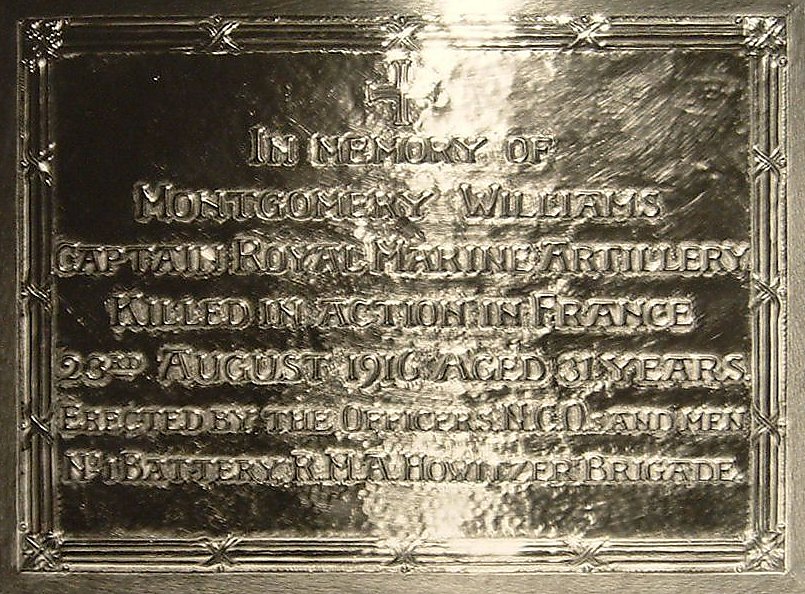 IN MEMORY OF
MONTGOMERY WILLIAMS
CAPTAIN ROYAL MARINE ARTILLERY
KILLED IN ACTION IN FRANCE
23RD AUGUST 1916 AGED 31 YEARS.
ERECTED BY THE OFFICERS, N.C.O.s AND MEN
No 1 BATTERY, R.M.A. HOWITZER BRIGADE.